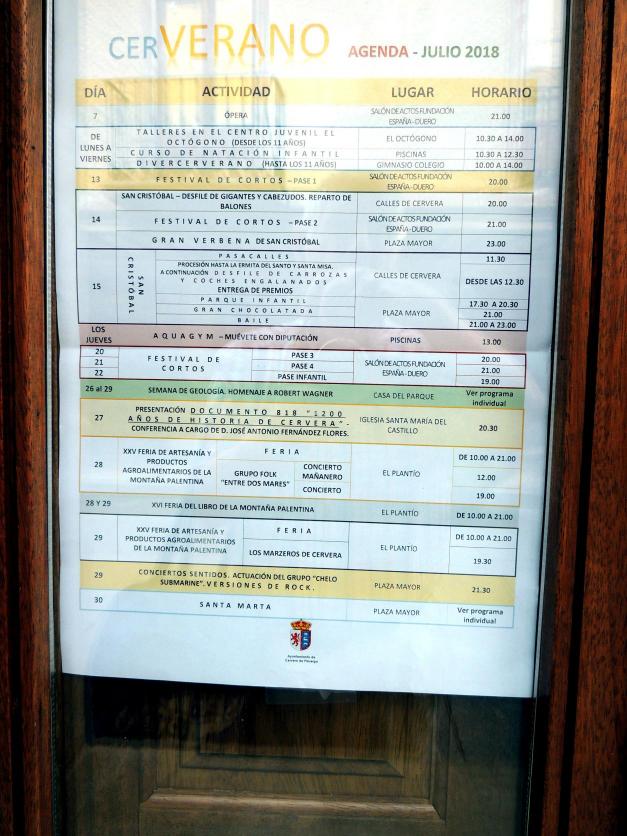 CERVERANO AGENDA - JULIO 2018
DÍA ACTIVIDAD LUGAR HORARIO
7 ÓPERA SALÓN DE ACTOS FUNDACIÓN ESPAÑA-DUERO 21.00
DE LUNES A VIERNES
TALLERES EN EL CENTRO JUVENIL EL OCTÓGONO (DESDE LOS 11 AÑOS) EL OCTÓGONO 10.30 A 14.00
CURSO DE NATACIÓN INFANTIL PISCINAS 10.30 A 12.30
DIVERCERVERANO (HASTA LOS 11 AÑOS) GIMNASIO COLEGIO 10.00 A 14.00
13 FESTIVAL DE CORTOS – PASE 1 SALÓN DE ACTOS FUNDACIÓN ESPAÑA-DUERO 20.00
14
SAN CRISTÓBAL – DESFILE DE GIGANTES Y CABEZUDOS. REPARTO DE BALONES CALLES DE CERVERA 20.00
FESTIVAL DE CORTOS – PASE 2 SALÓN DE ACTOS FUNDACIÓN ESPAÑA-DUERO 21.00
GRAN VERBENA DE SAN CRISTÓBAL PLAZA MAYOR 23.00
15 SAN CRISTÓBAL
PASACALLES 11.30
PROCESIÓN HASTA LA ERMITA DEL SANTO Y SANTA MISA.
A CONTINUACIÓN DESFILE DE CARROZAS
Y COCHES ENGALANADOS
ENTREGA DE PREMIOS
CALLES DE CERVERA DESDE LAS 12.30
PARQUE INFANTIL 17.30 A 20.30
GRAN CHOCOLATADA PLAZA MAYOR 21.00
BAILE 21.00 A 23.00
LOS JUEVES AQUAGYM – MUÉVETE CON DIPUTACIÓN PISCINAS 13.00
20 FESTIVAL DE CORTOS PASE 3 SALÓN DE ACTOS FUNDACIÓN ESPAÑA-DUERO 20.00
21 PASE 4 21.00
22 PASE INFANTIL 19.00
26 al 29 SEMANA DE GEOLOGÍA. HOMENAJE A ROBERT WAGNER CASA DEL PARQUE Ver programa individual
27 PRESENTACIÓN DOCUMENTO 818 "1200
AÑOS DE HISTORIA DE CERVERA" -
CONFERENCIA A CARGO DE D. JOSÉ ANTONIO FERNÁNDEZ FLORES.
IGLESIA SANTA MARÍA DEL CASTILLO 20.30
28 XXV FERIA DE ARTESANÍA Y
PRODUCTOS
AGROALIMENTARIOS DE LA
MONTAÑA PALENTINA
FERIA
EL PLANTÍO
DE 10.00 A 21.00
GRUPO FOLK
"ENTRE DOS MARES"
CONCIERTO MAÑANERO 12.00
CONCIERTO 19.00
28 Y 29 XVI FERIA DEL LIBRO DE LA MONTAÑA PALENTINA EL PLANTÍO DE 10.00 A 21.00
29 XXV FERIA DE ARTESANÍA Y
PRODUCTOS AGROALIMENTARIOS
DE LA MONTAÑA PALENTINA
FERIA
EL PLANTÍO
DE 10.00 A 21.00
LOS MARZEROS DE CERVERA 19.30
29 CONCIERTOS SENTIDOS. ACTUACIÓN DEL GRUPO "CHELO
SUBMARINE". VERSIONES DE ROCK.
PLAZA MAYOR 21.30
30 SANTA MARTA PLAZA MAYOR Ver programa individual
Ayuntamiento de
Cervera de Pisuerga